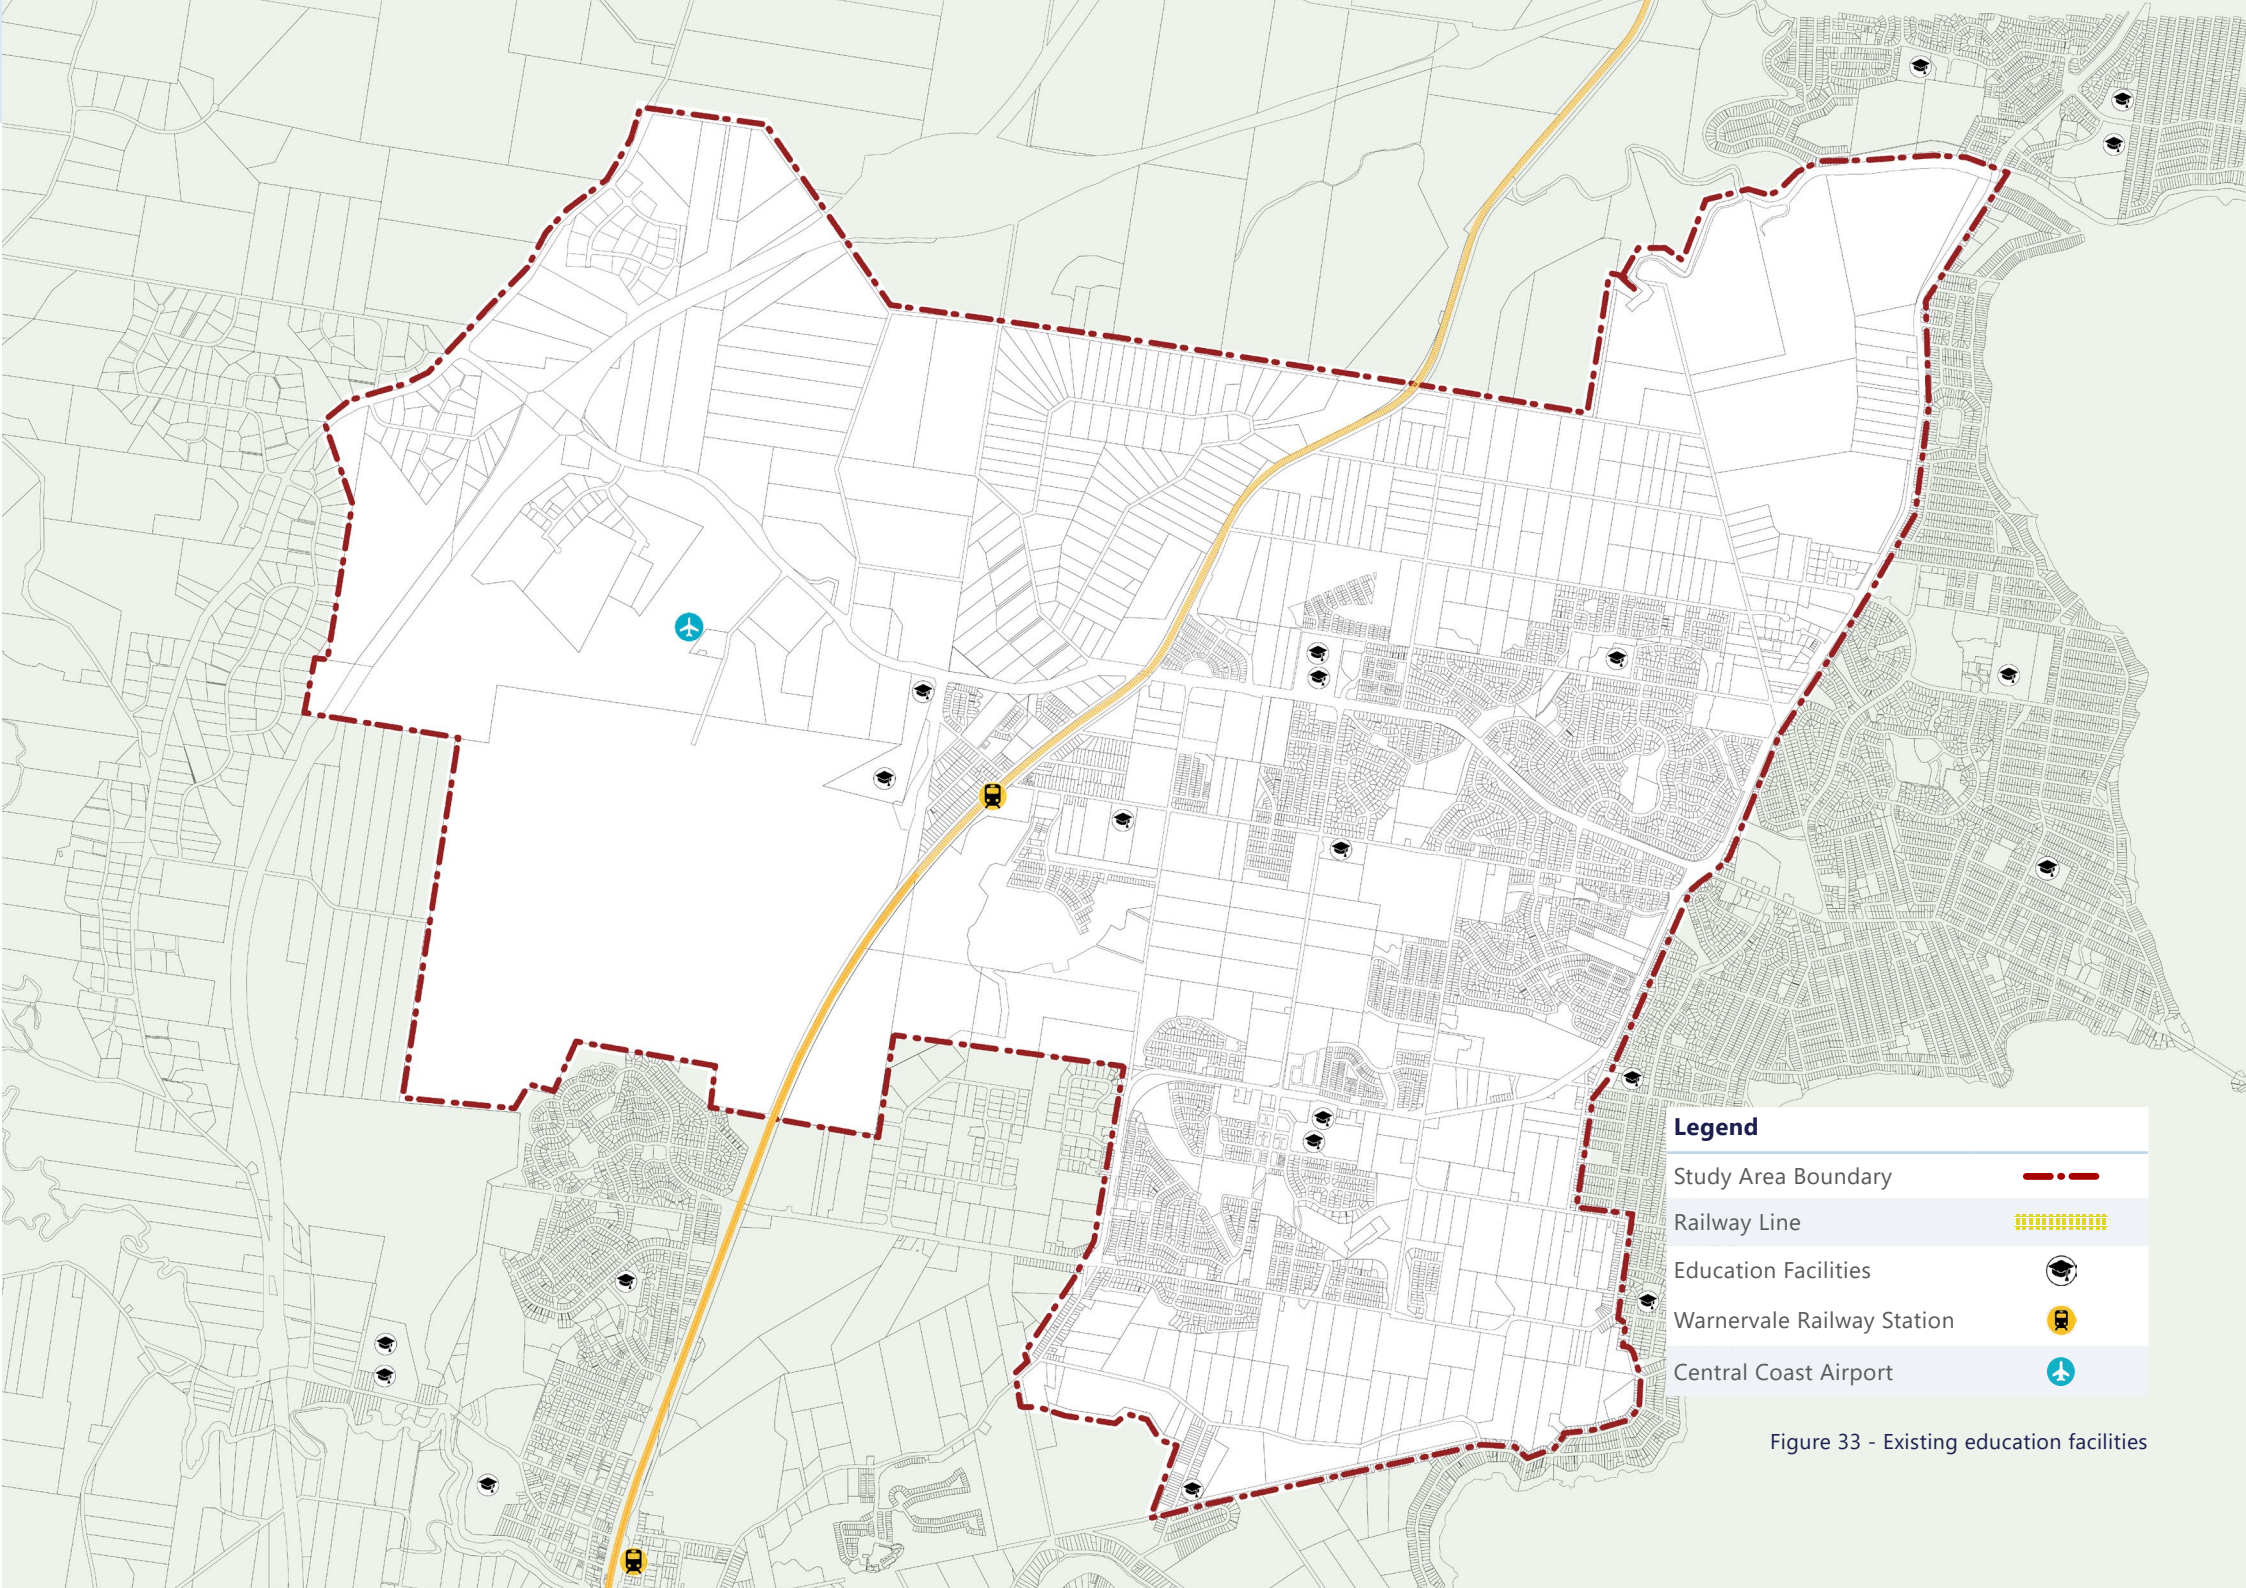 Legend
Study Area Boundary
Railway Line
Education Facilities
Warnervale Railway Station
Central Coast Airport
Figure 33 - Existing education facilities